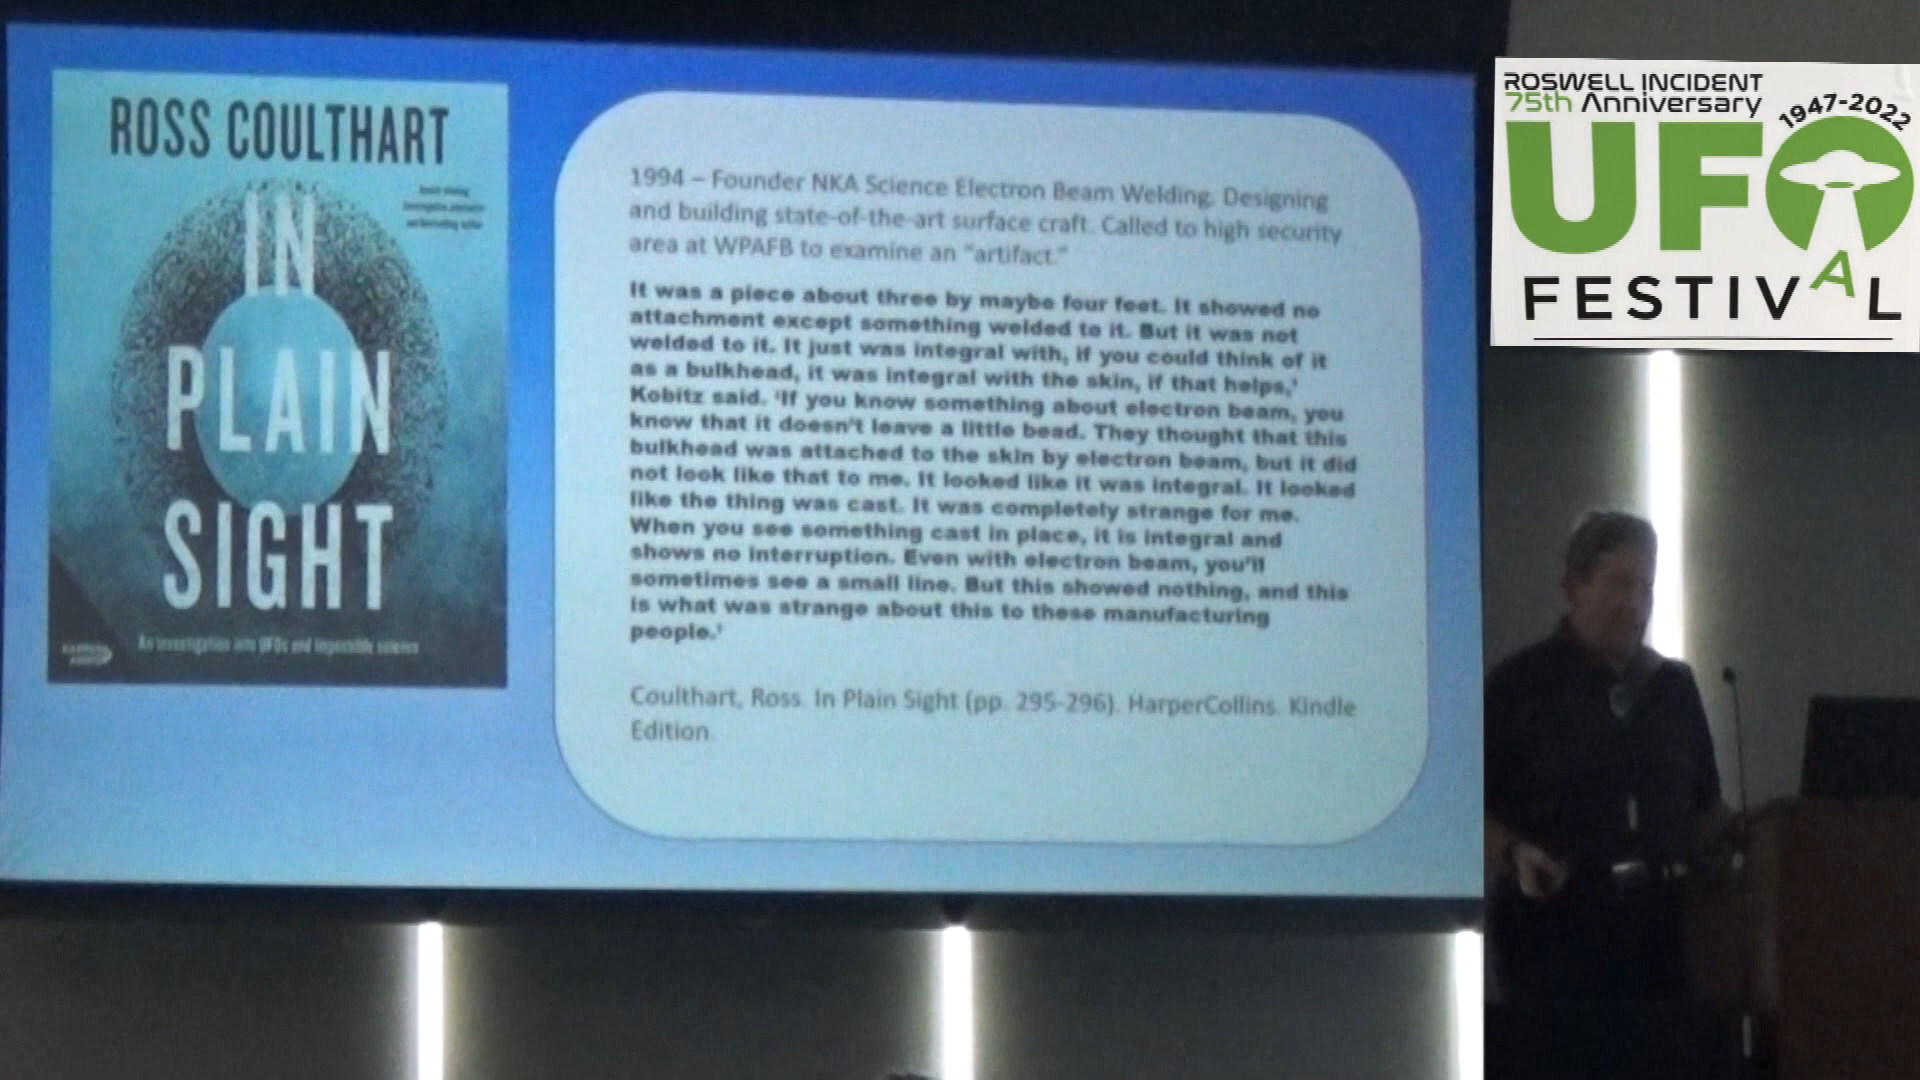 ROSS COULTHART
IN
PLAIN
SIGHT
An investigation into UFOs and impossible science
1994 – Founder NKA Science Electron Beam Welding. Designing
and building state-of-the-art surface craft. Called to high security
area at WPAFB to examine an “artifact.”
It was a piece about three by maybe four feet. It showed no
attachment except something welded to it. But it was not
welded to it. It just was integral with, if you could think of it
as a bulkhead, it was integral with the skin, if that helps,’
Kobitz said. ‘If you know something about electron beam, you
know that it doesn’t leave a little bead. They thought that this
bulkhead was attached to the skin by electron beam, but it did
not look like that to me. It looked like it was integral. It looked
like the thing was cast. It was completely strange for me.
When you see something cast in place, it is integral and
shows no interruption. Even with electron beam, you’ll
sometimes see a small line. But this showed nothing, and this
is what was strange about this to these manufacturing
people.’
Coulthart, Ross. In Plain Sight (pp. 295-296). HarperCollins. Kindle
Edition.
ROSWELL INCIDENT
75th Anniversary
1947-2022
UFO
FESTIVAL